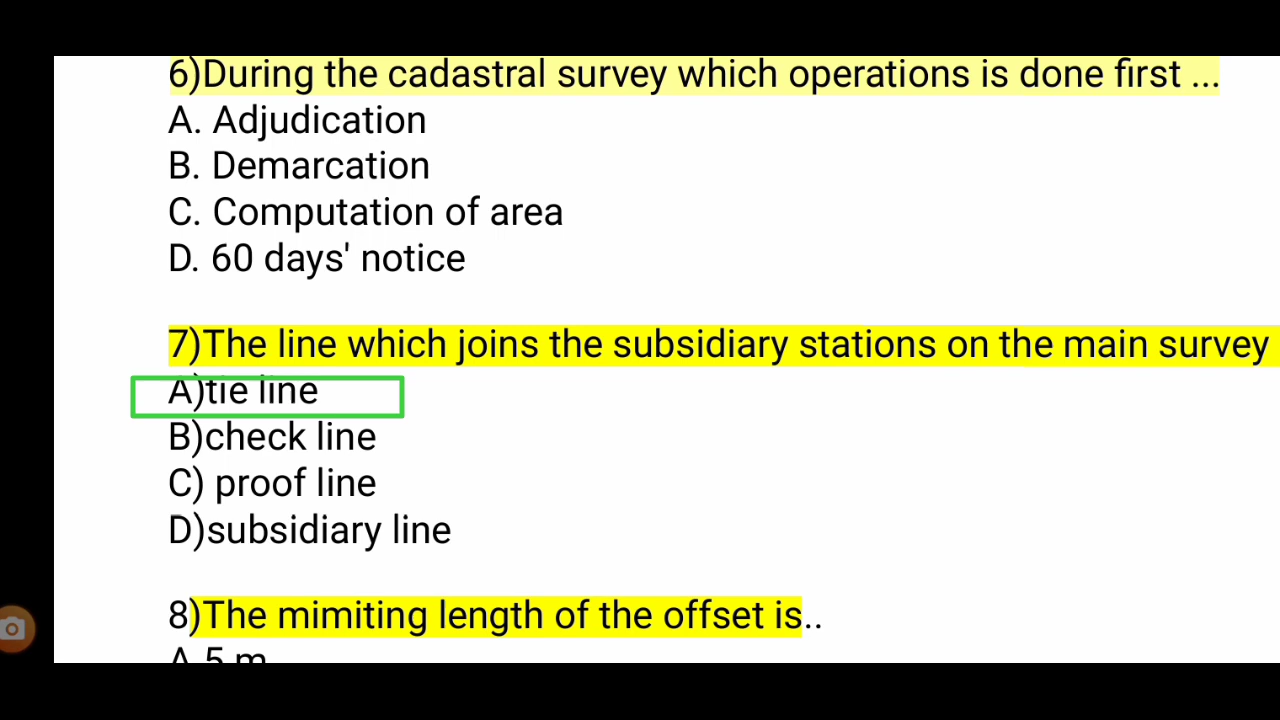 6)During the cadastral survey which operations is done first ...
A. Adjudication
B. Demarcation
C. Computation of area
D. 60 days' notice
7)The line which joins the subsidiary stations on the main survey
A)tie line
B)check line
C) proof line
D)subsidiary line
8)The mimiting length of the offset is..
A 5 m